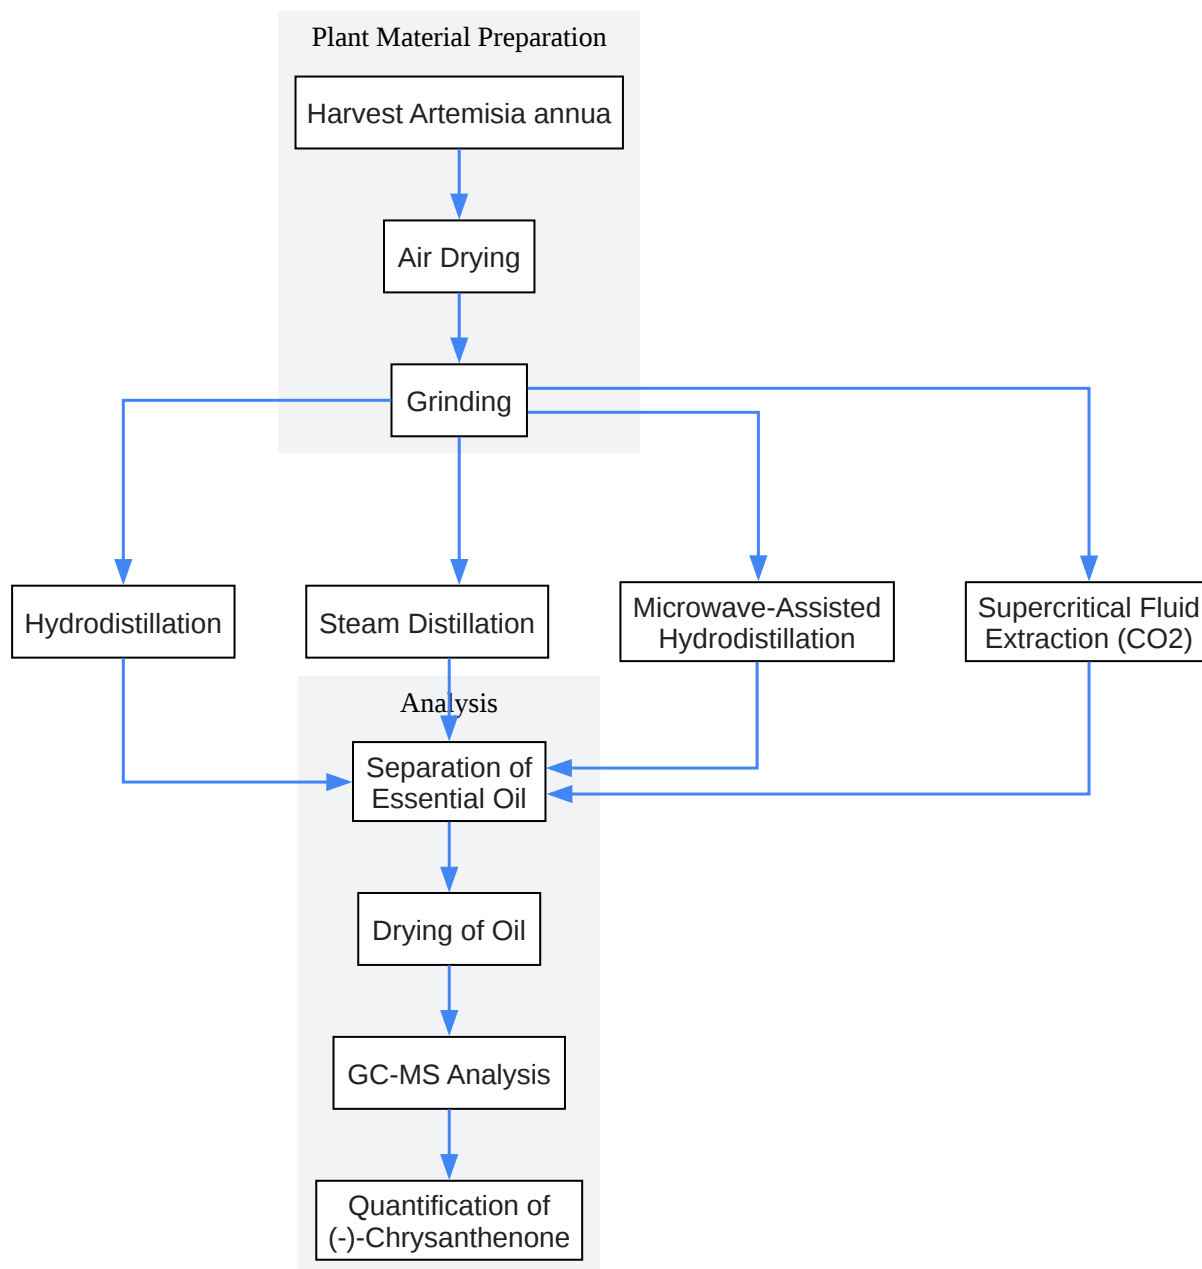 Plant Material Preparation
Harvest Artemisia annua
Air Drying
Grinding
Hydrodistillation
Steam Distillation
Microwave-Assisted
Hydrodistillation
Supercritical Fluid
Extraction (CO2)
Analysis
Separation of
Essential Oil
Drying of Oil
GC-MS Analysis
Quantification of
(-)-Chrysanthenone